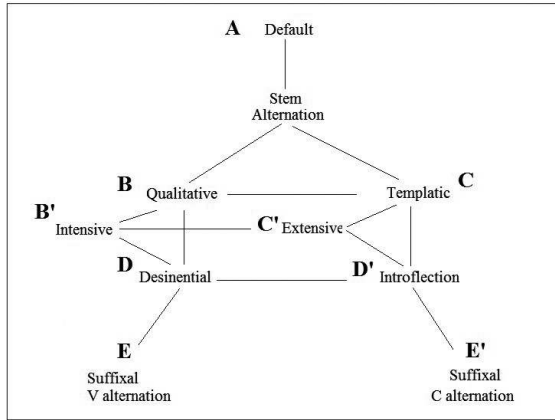 A Default
Stem
Alternation
B Qualitative
Templatic C
B' Intensive
C' Extensive
D Desinential
D' Introflection
E
E'
Suffixal
V alternation
Suffixal
C alternation